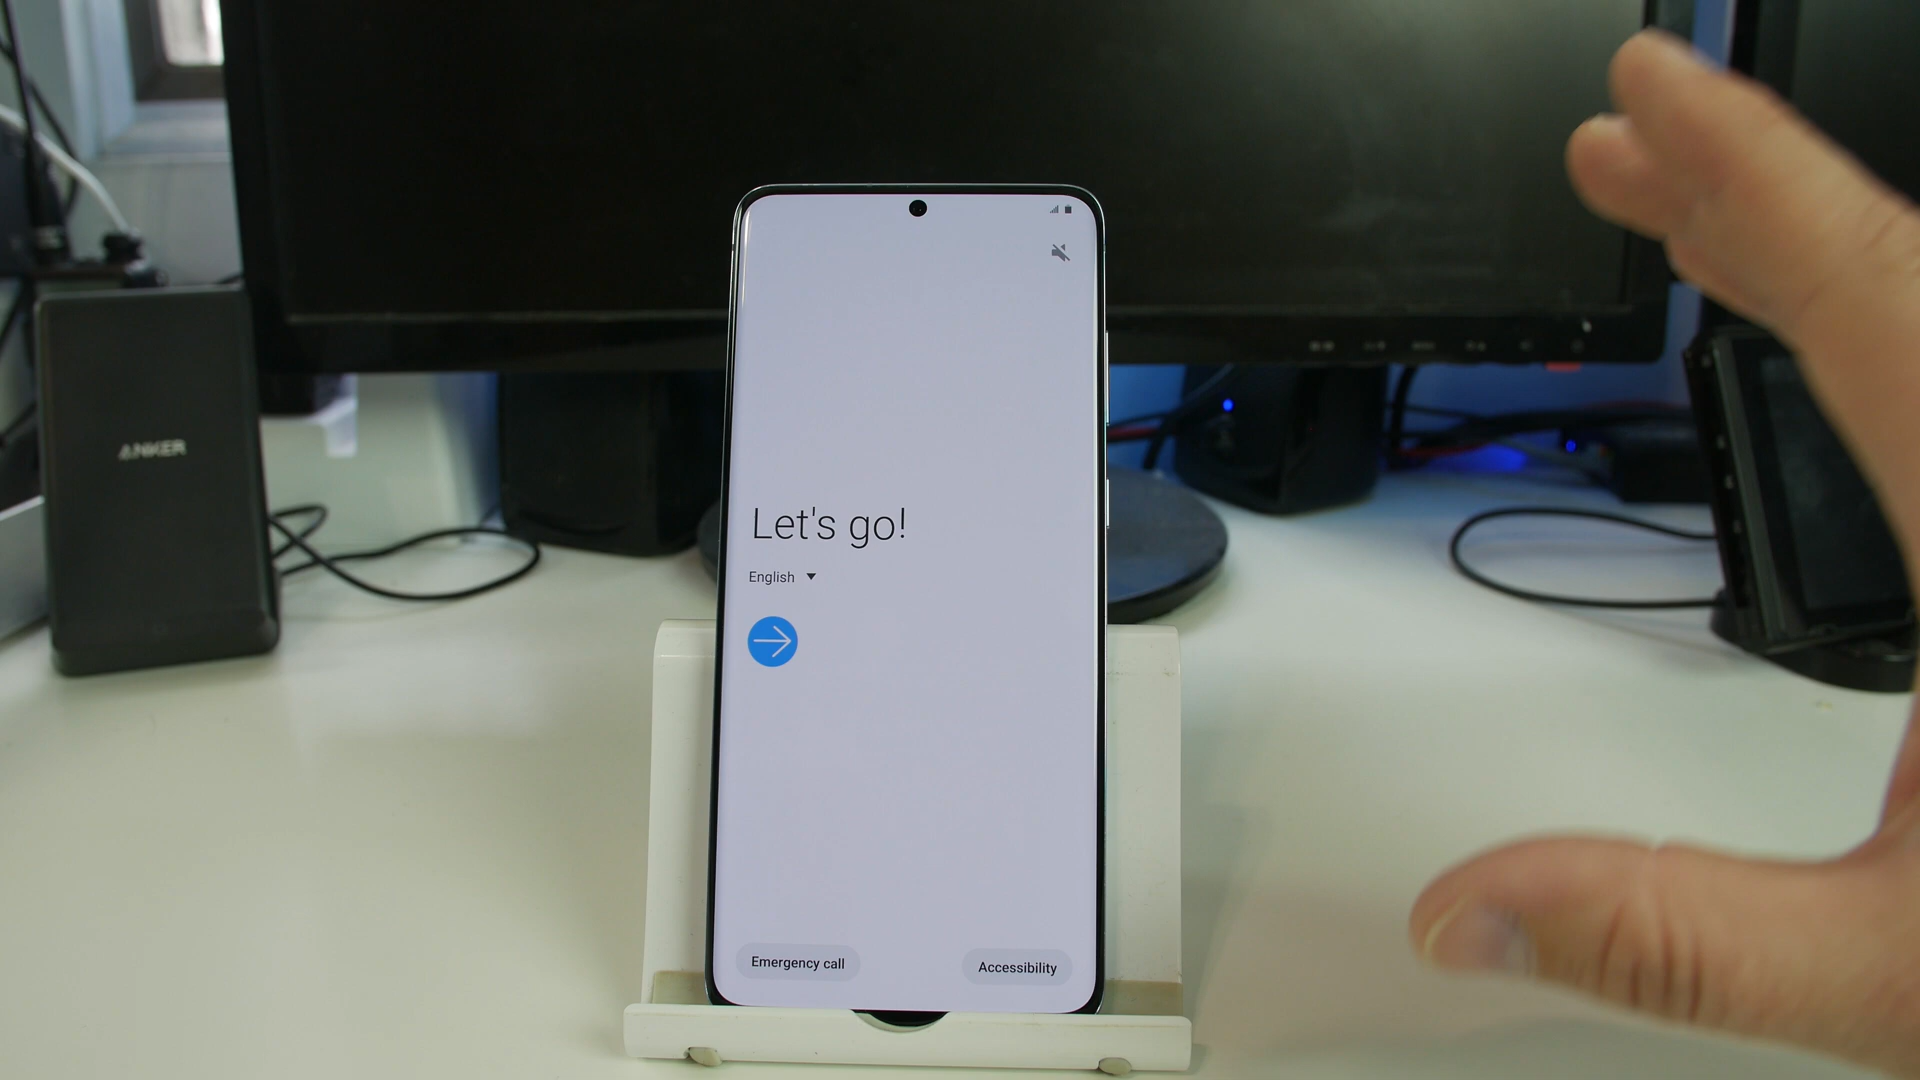 Let's go!
English
Emergency call
Accessibility
ANKER